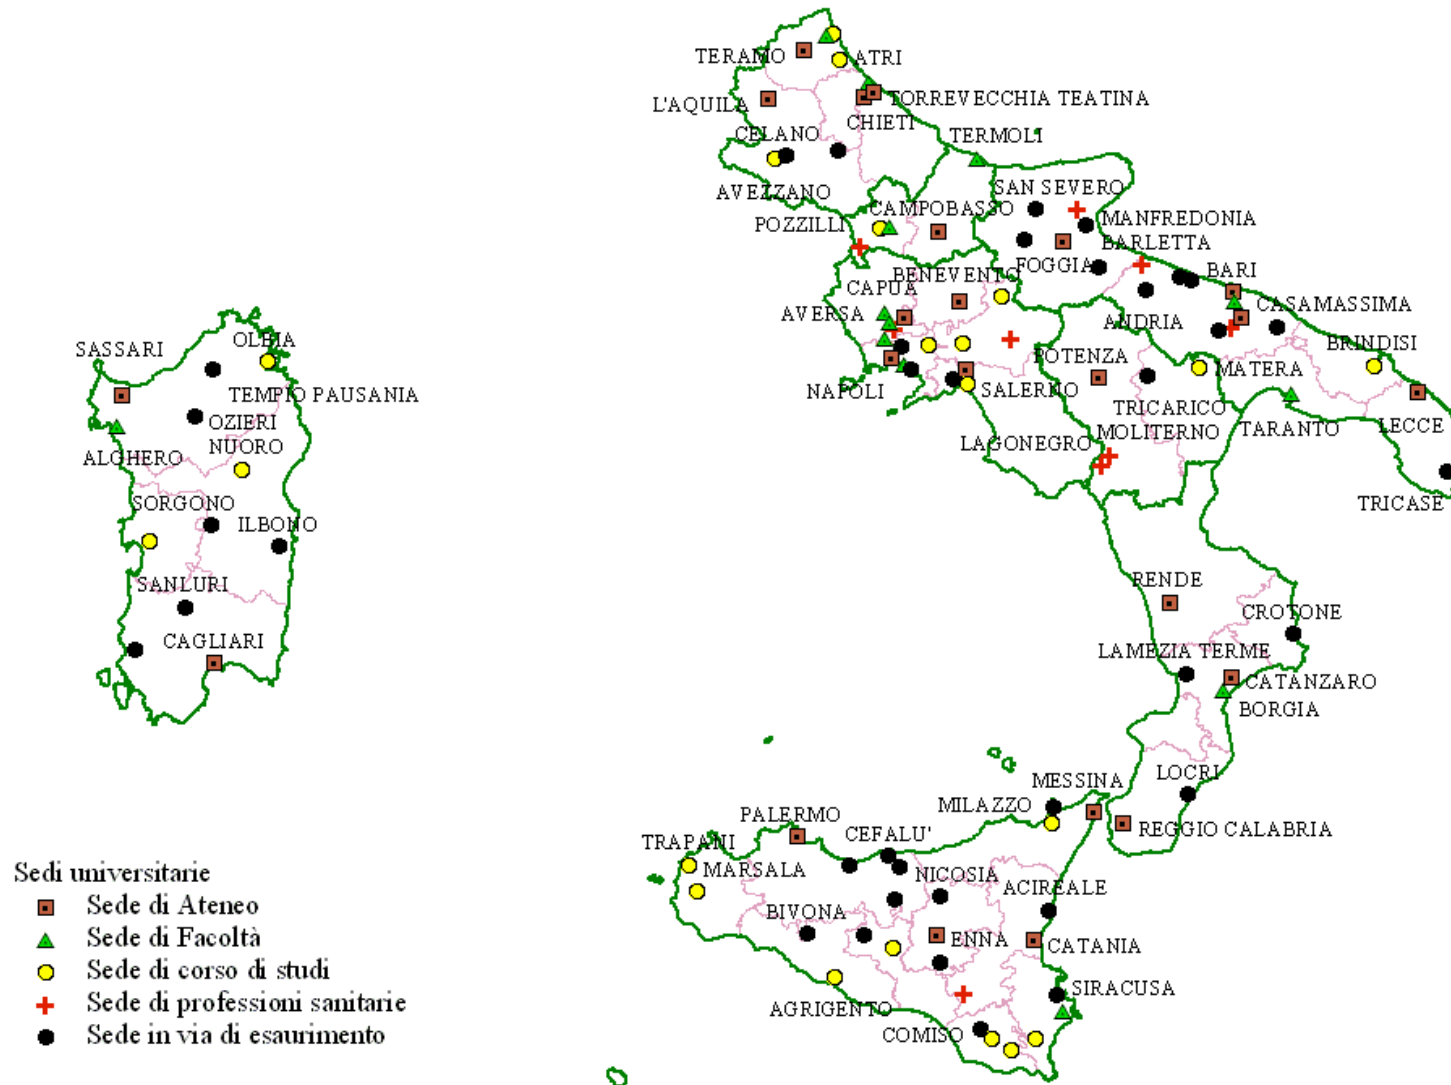 TERAMO
ATRI
L'AQUILA
TORREVECCHIA TEATINA
CHIETI
CELANO
TERMOLI
AVEZZANO
SAN SEVERO
POZZILLI
CAMPOBASSO
MANFREDONIA
BARLETTA
FOGGIA
BENEVENTO
BARI
CAPUA
AVERSA
CASAMASSIMA
ANDRIA
BRINDISI
POTENZA
MATERA
NAPOLI
SALERNO
TRICARICO
LECCE
TARANTO
LAGONEGRO
MOLITERNO
TRICASE
OLBIA
SASSARI
TEMPIO PAUSANIA
OZIERI
NUORO
ALGHERO
SORGONO
ILBONO
SANLURI
CAGLIARI
RENDE
CROTONE
LAMEZIA TERME
CATANZARO
BORGIA
LOCRI
MESSINA
MILAZZO
REGGIO CALABRIA
PALERMO
CEFALU'
TRAPANI
MARSALA
NICOSIA
ACIREALE
BIVONA
ENNA
CATANIA
SIRACUSA
AGRIGENTO
COMISO
Sedi universitarie
Sede di Ateneo
Sede di Facoltà
Sede di corso di studi
Sede di professioni sanitarie
Sede in via di esaurimento